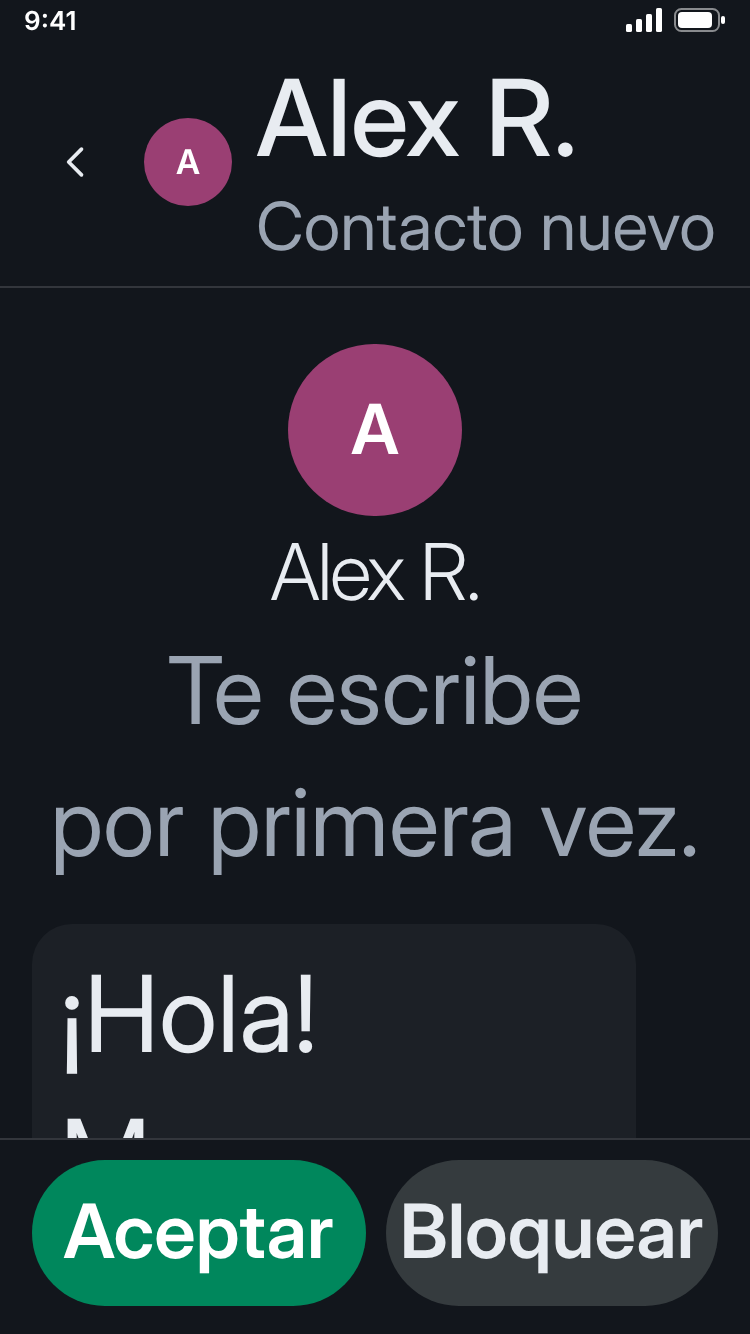 9:41
A
Alex R.
Contacto nuevo
A
Alex R.
Te escribe
por primera vez.
¡Hola!
Aceptar
Bloquear